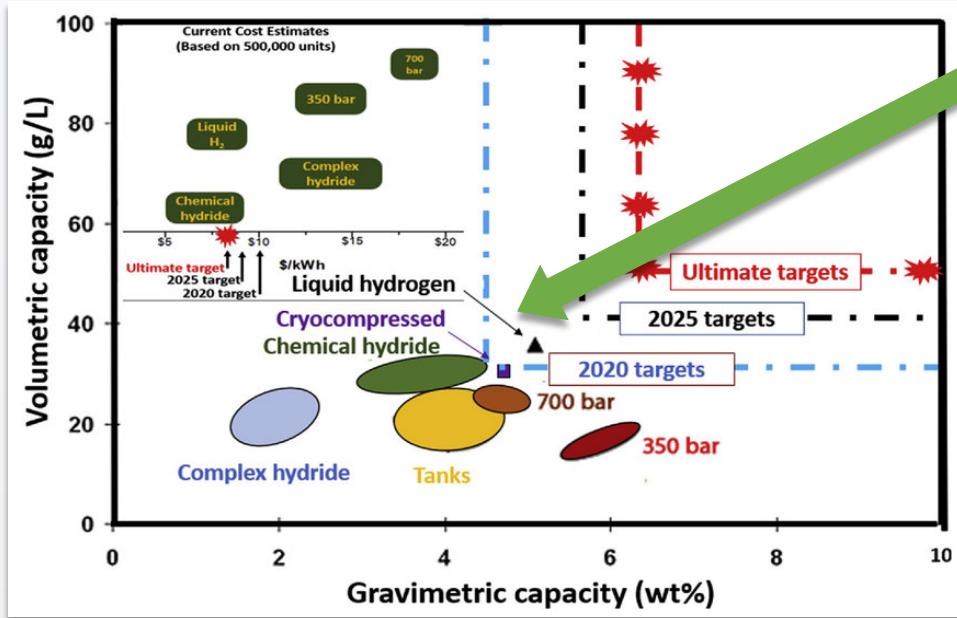 100
80
60
40
20
0
Volumetric capacity (g/L)
Current Cost Estimates
(Based on 500,000 units)
700
bar
350 bar
Liquid
H₂
Complex
hydride
Chemical
hydride
$5 $10 $15 $20
$/kWh
Ultimate target
2025 target
2020 target
Liquid hydrogen
Cryocompressed
Chemical hydride
Ultimate targets
2025 targets
2020 targets
700 bar
350 bar
Complex hydride
Tanks
0 2 4 6 8 10
Gravimetric capacity (wt%)